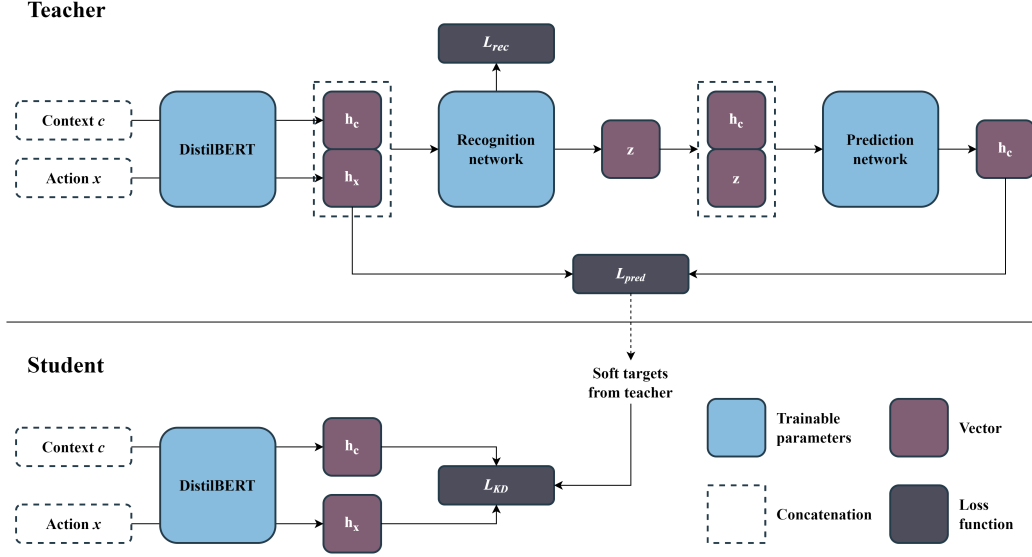 Teacher
L_rec
Context c
Action x
DistilBERT
h_c
h_x
Recognition
network
z
h_c
z
Prediction
network
h_c
L_pred
Student
Soft targets
from teacher
Context c
Action x
DistilBERT
h_c
h_x
L_KD
Trainable
parameters
Vector
Concatenation
Loss
function